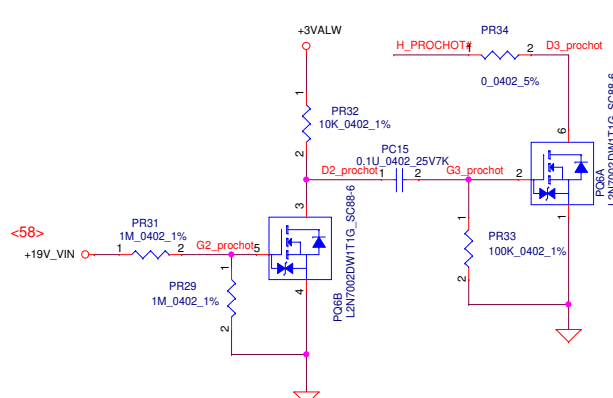 PR34
+3VALW
H_PROCHOT#
1
2
D3_prochot
0_0402_5%
1
PR32
10K_0402_1%
2
6
PC15
0.1U_0402_25V7K
D2_prochot
1
2
G3_prochot
2
PQ6A
L2N7002DW1T1G_SC88-6
3
1
1
<58>
PR31
1M_0402_1%
PR33
100K_0402_1%
+19V_VIN
1
2
G2_prochot
5
2
1
PR29
1M_0402_1%
4
PQ6B
L2N7002DW1T1G_SC88-6
2